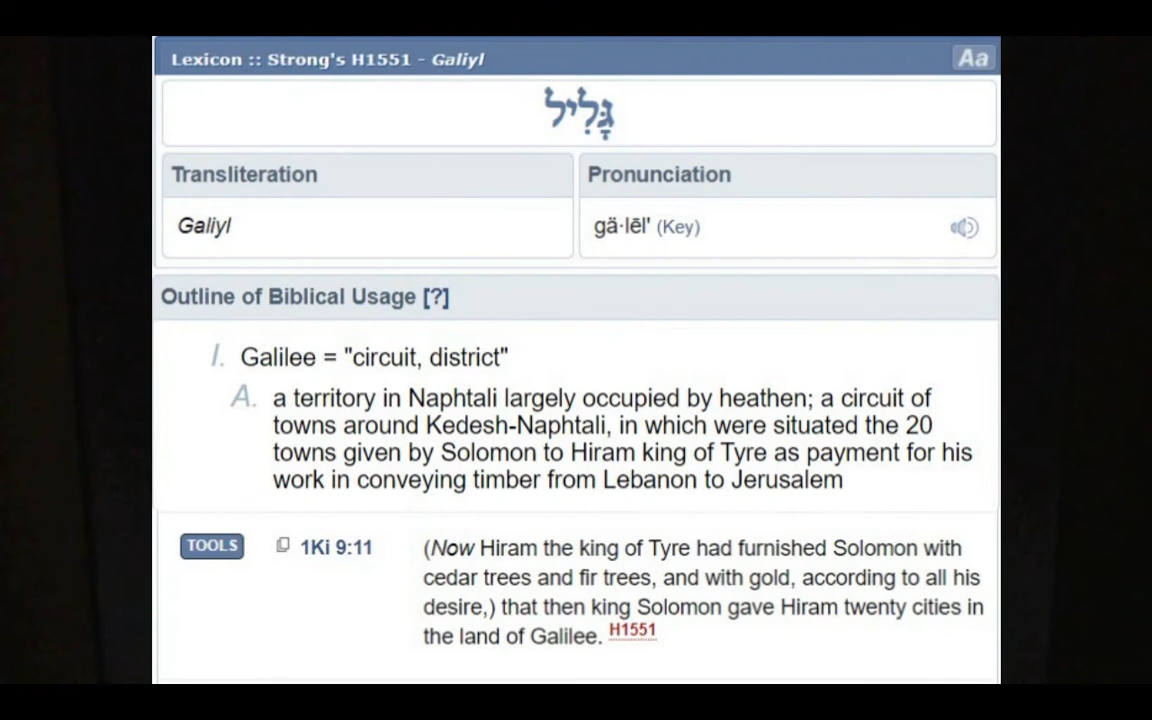 Lexicon :: Strong's H1551 - Galiyl
Aa
גָּלִיל
Transliteration
Pronunciation
Galiyl
gä·lēl' (Key)
Outline of Biblical Usage [?]
I. Galilee = "circuit, district"
A. a territory in Naphtali largely occupied by heathen; a circuit of
towns around Kedesh-Naphtali, in which were situated the 20
towns given by Solomon to Hiram king of Tyre as payment for his
work in conveying timber from Lebanon to Jerusalem
TOOLS
1Ki 9:11
(Now Hiram the king of Tyre had furnished Solomon with
cedar trees and fir trees, and with gold, according to all his
desire,) that then king Solomon gave Hiram twenty cities in
the land of Galilee. H1551